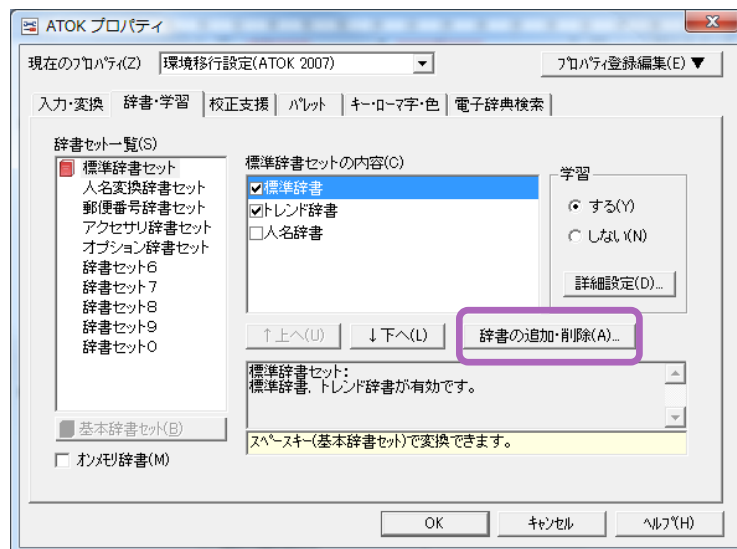 ATOK プロパティ
現在のプロパティ(Z) 環境移行設定(ATOK 2007) プロパティ登録編集(E) ▼
入力・変換 辞書・学習 校正支援 パレット キー・ローマ字・色 電子辞典検索
辞書セット一覧(S)
標準辞書セット
人名変換辞書セット
郵便番号辞書セット
アクセサリ辞書セット
オプション辞書セット
辞書セット6
辞書セット7
辞書セット8
辞書セット9
辞書セット0
基本辞書セット(B)
オンメモリ辞書(M)
標準辞書セットの内容(C)
標準辞書
トレンド辞書
人名辞書
↑上へ(U) ↓下へ(L) 辞書の追加・削除(A)...
学習
する(Y)
しない(N)
詳細設定(D)...
標準辞書セット:
標準辞書、トレンド辞書が有効です。
スペースキー(基本辞書セット)で変換できます。
OK キャンセル ヘルプ(H)